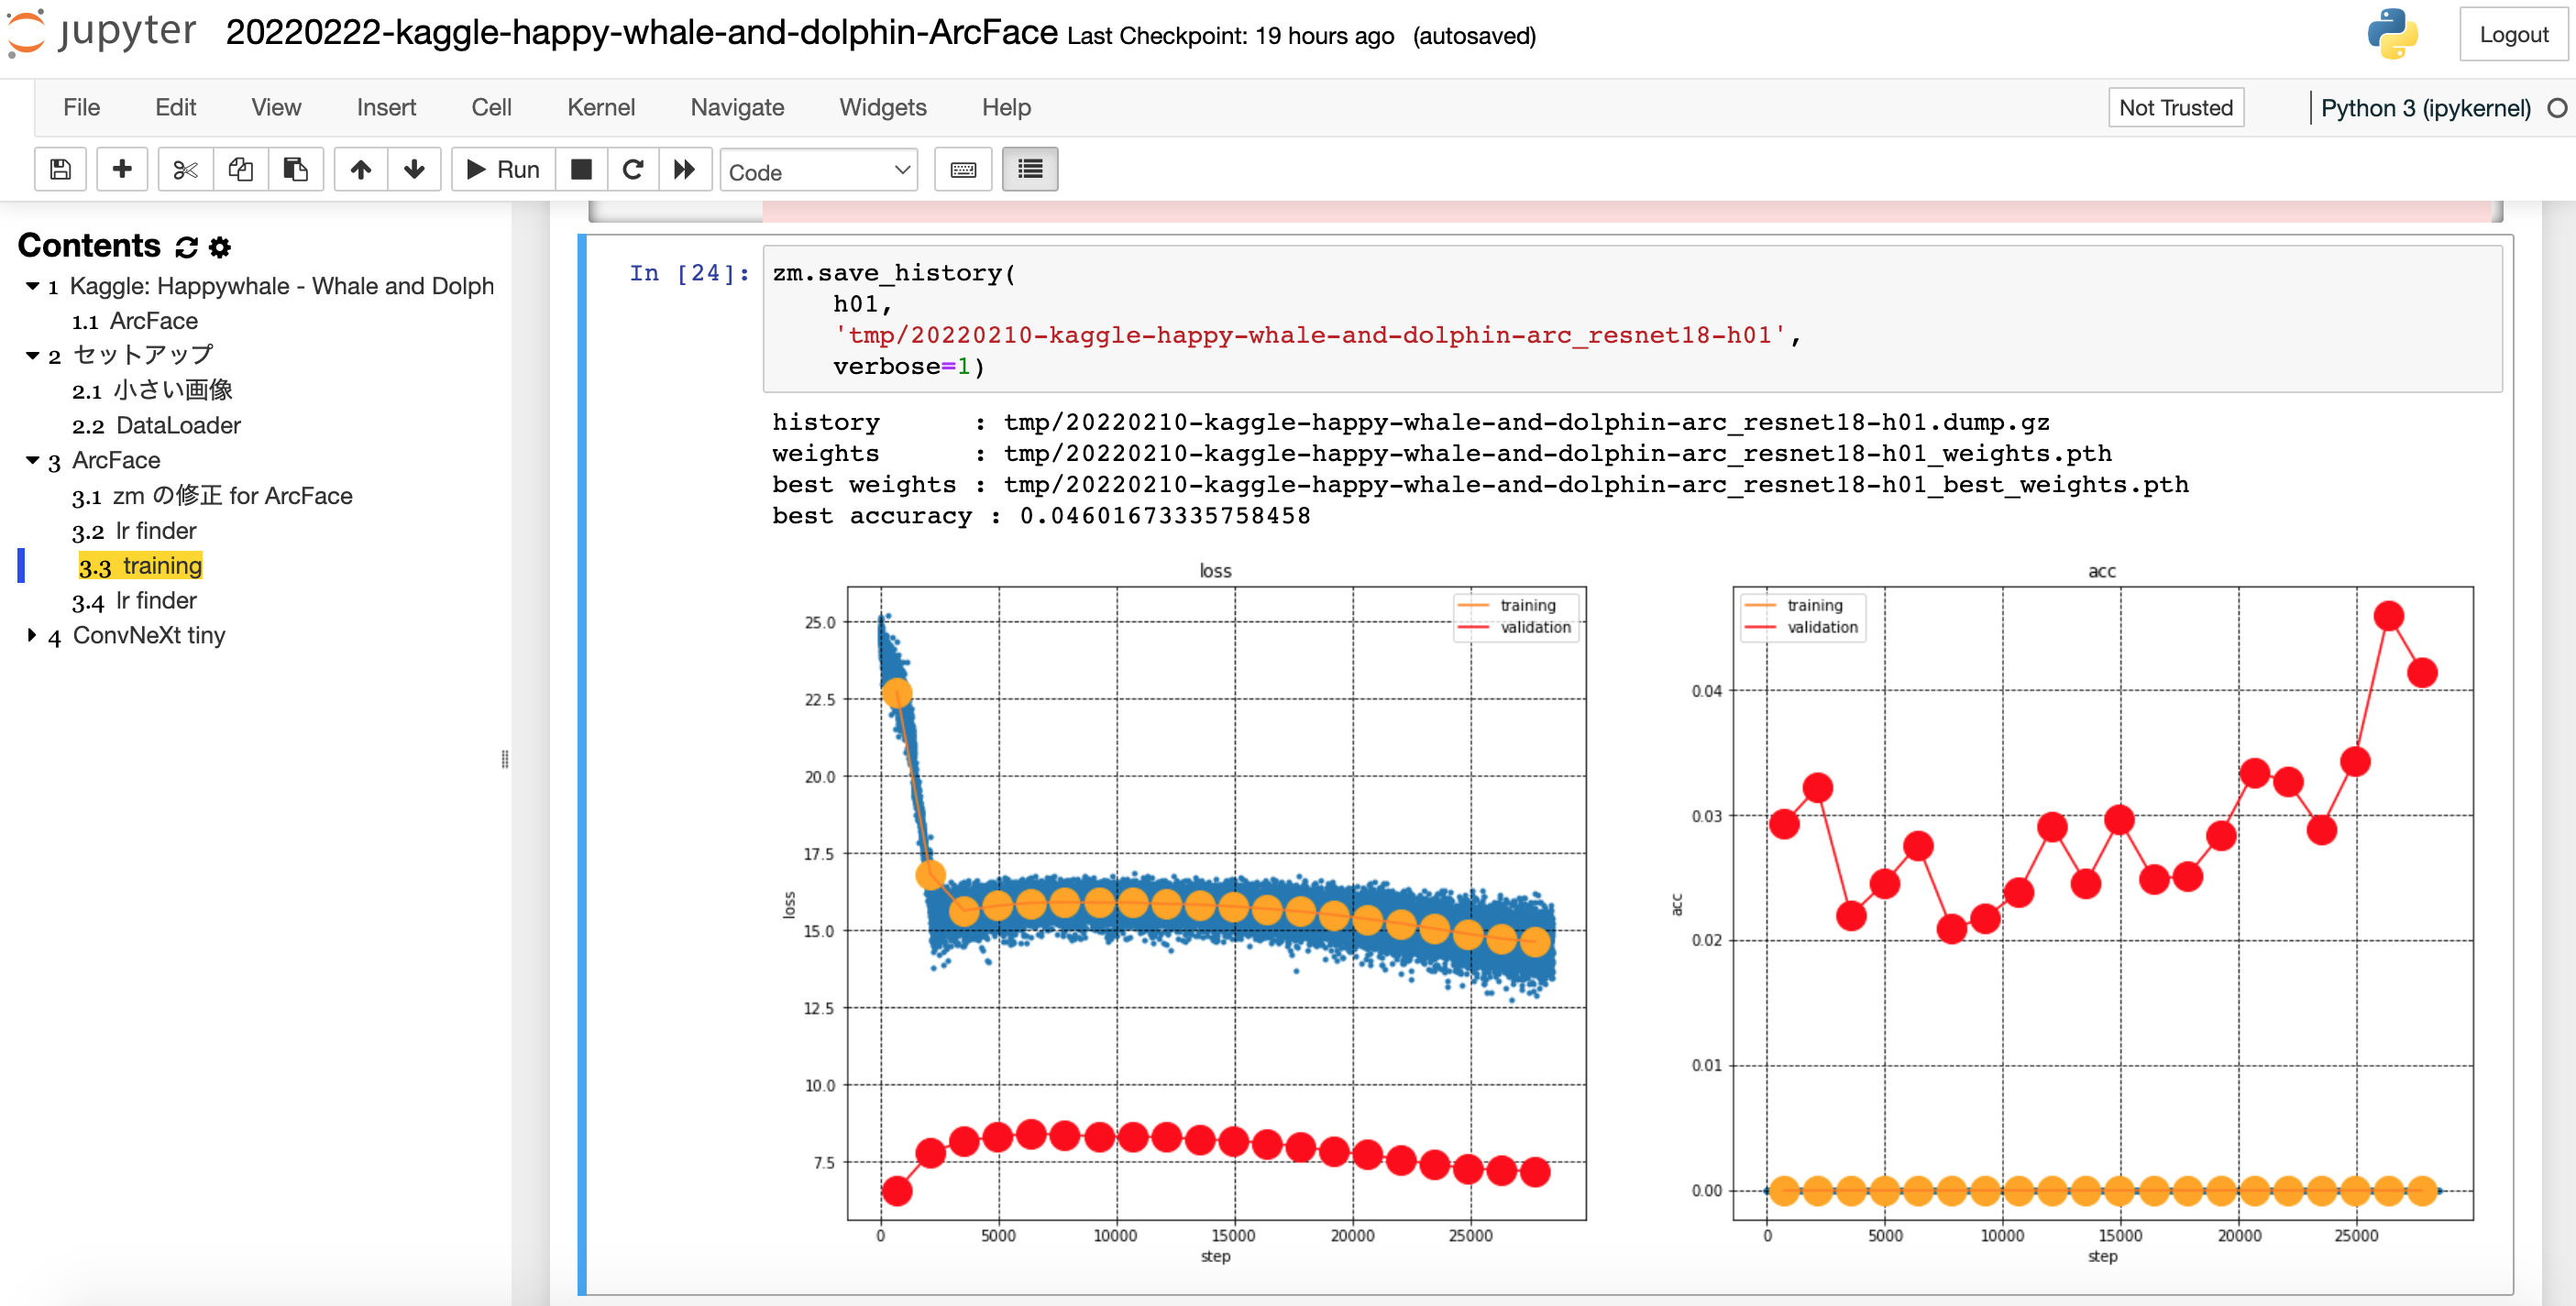 jupyter 20220222-kaggle-happy-whale-and-dolphin-ArcFace Last Checkpoint: 19 hours ago (autosaved) Logout
File Edit View Insert Cell Kernel Navigate Widgets Help Not Trusted Python 3 (ipykernel)
Run Code
Contents
1 Kaggle: Happywhale - Whale and Dolph
1.1 ArcFace
2 セットアップ
2.1 小さい画像
2.2 DataLoader
3 ArcFace
3.1 zm の修正 for ArcFace
3.2 lr finder
3.3 training
3.4 lr finder
4 ConvNeXt tiny
In [24]: zm.save_history(
h01,
'tmp/20220210-kaggle-happy-whale-and-dolphin-arc_resnet18-h01',
verbose=1)
history : tmp/20220210-kaggle-happy-whale-and-dolphin-arc_resnet18-h01.dump.gz
weights : tmp/20220210-kaggle-happy-whale-and-dolphin-arc_resnet18-h01_weights.pth
best weights : tmp/20220210-kaggle-happy-whale-and-dolphin-arc_resnet18-h01_best_weights.pth
best accuracy : 0.04601673335758458
loss
training
validation
25.0
22.5
20.0
17.5
15.0
12.5
10.0
7.5
loss
0 5000 10000 15000 20000 25000
step
acc
training
validation
0.04
0.03
0.02
0.01
0.00
acc
0 5000 10000 15000 20000 25000
step